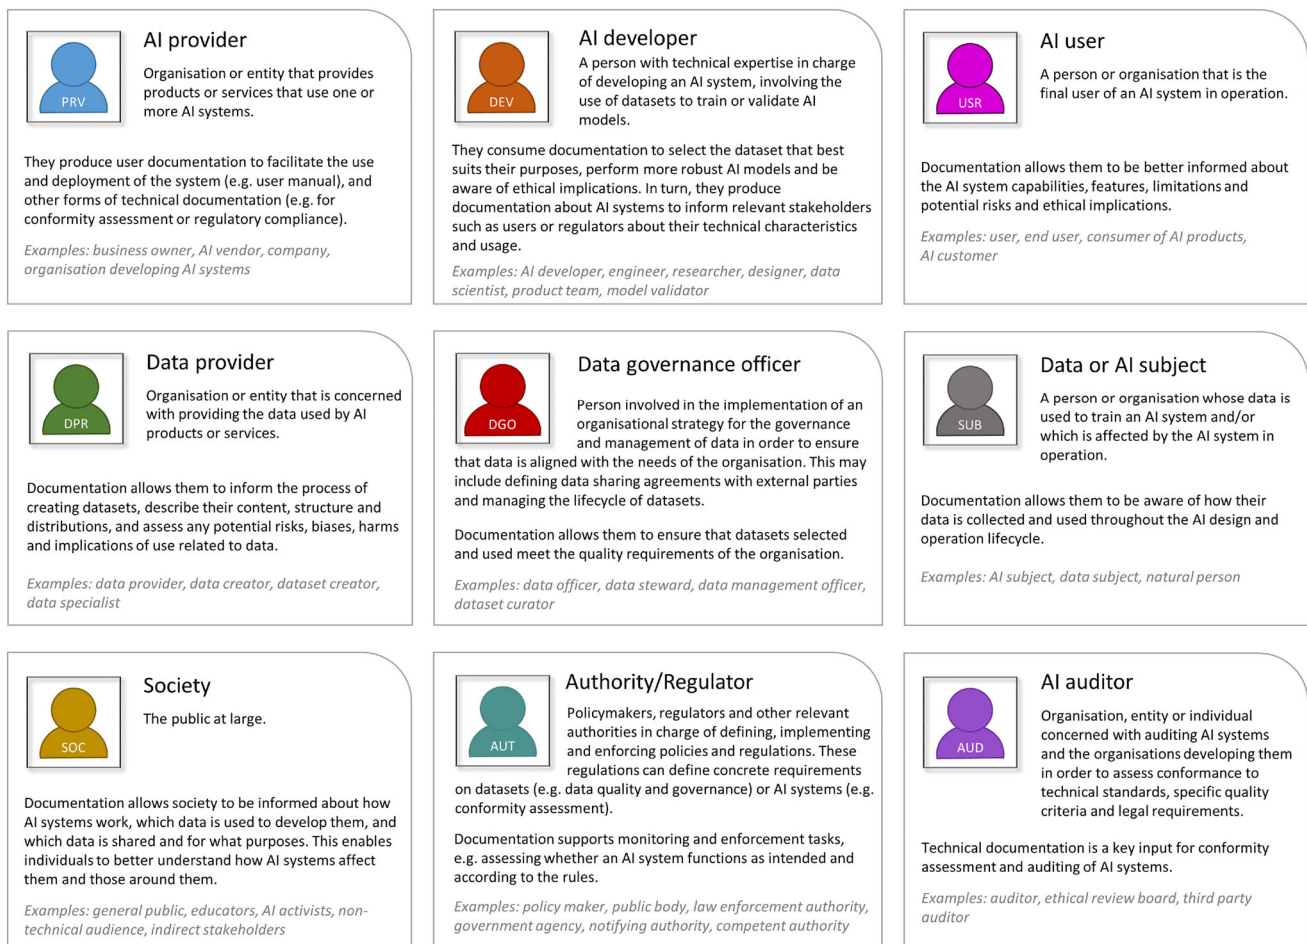 AI provider
Organisation or entity that provides
products or services that use one or
more AI systems.
PRV
They produce user documentation to facilitate the use
and deployment of the system (e.g. user manual), and
other forms of technical documentation (e.g. for
conformity assessment or regulatory compliance).
Examples: business owner, AI vendor, company,
organisation developing AI systems
AI developer
A person with technical expertise in charge
of developing an AI system, involving the
use of datasets to train or validate AI
models.
DEV
They consume documentation to select the dataset that best
suits their purposes, perform more robust AI models and be
aware of ethical implications. In turn, they produce
documentation about AI systems to inform relevant stakeholders
such as users or regulators about their technical characteristics
and usage.
Examples: AI developer, engineer, researcher, designer, data
scientist, product team, model validator
AI user
A person or organisation that is the
final user of an AI system in operation.
USR
Documentation allows them to be better informed about
the AI system capabilities, features, limitations and
potential risks and ethical implications.
Examples: user, end user, consumer of AI products,
AI customer
Data provider
Organisation or entity that is concerned
with providing the data used by AI
products or services.
DPR
Documentation allows them to inform the process of
creating datasets, describe their content, structure and
distributions, and assess any potential risks, biases, harms
and implications of use related to data.
Examples: data provider, data creator, dataset creator,
data specialist
Data governance officer
Person involved in the implementation of an
organisational strategy for the governance
and management of data in order to ensure
DGO
that data is aligned with the needs of the organisation. This may
include defining data sharing agreements with external parties
and managing the lifecycle of datasets.
Documentation allows them to ensure that datasets selected
and used meet the quality requirements of the organisation.
Examples: data officer, data steward, data management officer,
dataset curator
Data or AI subject
A person or organisation whose data is
used to train an AI system and/or
which is affected by the AI system in
operation.
SUB
Documentation allows them to be aware of how their
data is collected and used throughout the AI design and
operation lifecycle.
Examples: AI subject, data subject, natural person
Society
The public at large.
SOC
Documentation allows society to be informed about how
AI systems work, which data is used to develop them, and
which data is shared and for what purposes. This enables
individuals to better understand how AI systems affect
them and those around them.
Examples: general public, educators, AI activists, non-
technical audience, indirect stakeholders
Authority/Regulator
Policymakers, regulators and other relevant
authorities in charge of defining, implementing
and enforcing policies and regulations. These
regulations can define concrete requirements
AUT
on datasets (e.g. data quality and governance) or AI systems (e.g.
conformity assessment).
Documentation supports monitoring and enforcement tasks,
e.g. assessing whether an AI system functions as intended and
according to the rules.
Examples: policy maker, public body, law enforcement authority,
government agency, notifying authority, competent authority
AI auditor
Organisation, entity or individual
concerned with auditing AI systems
and the organisations developing them
in order to assess conformance to
technical standards, specific quality
criteria and legal requirements.
AUD
Technical documentation is a key input for conformity
assessment and auditing of AI systems.
Examples: auditor, ethical review board, third party
auditor